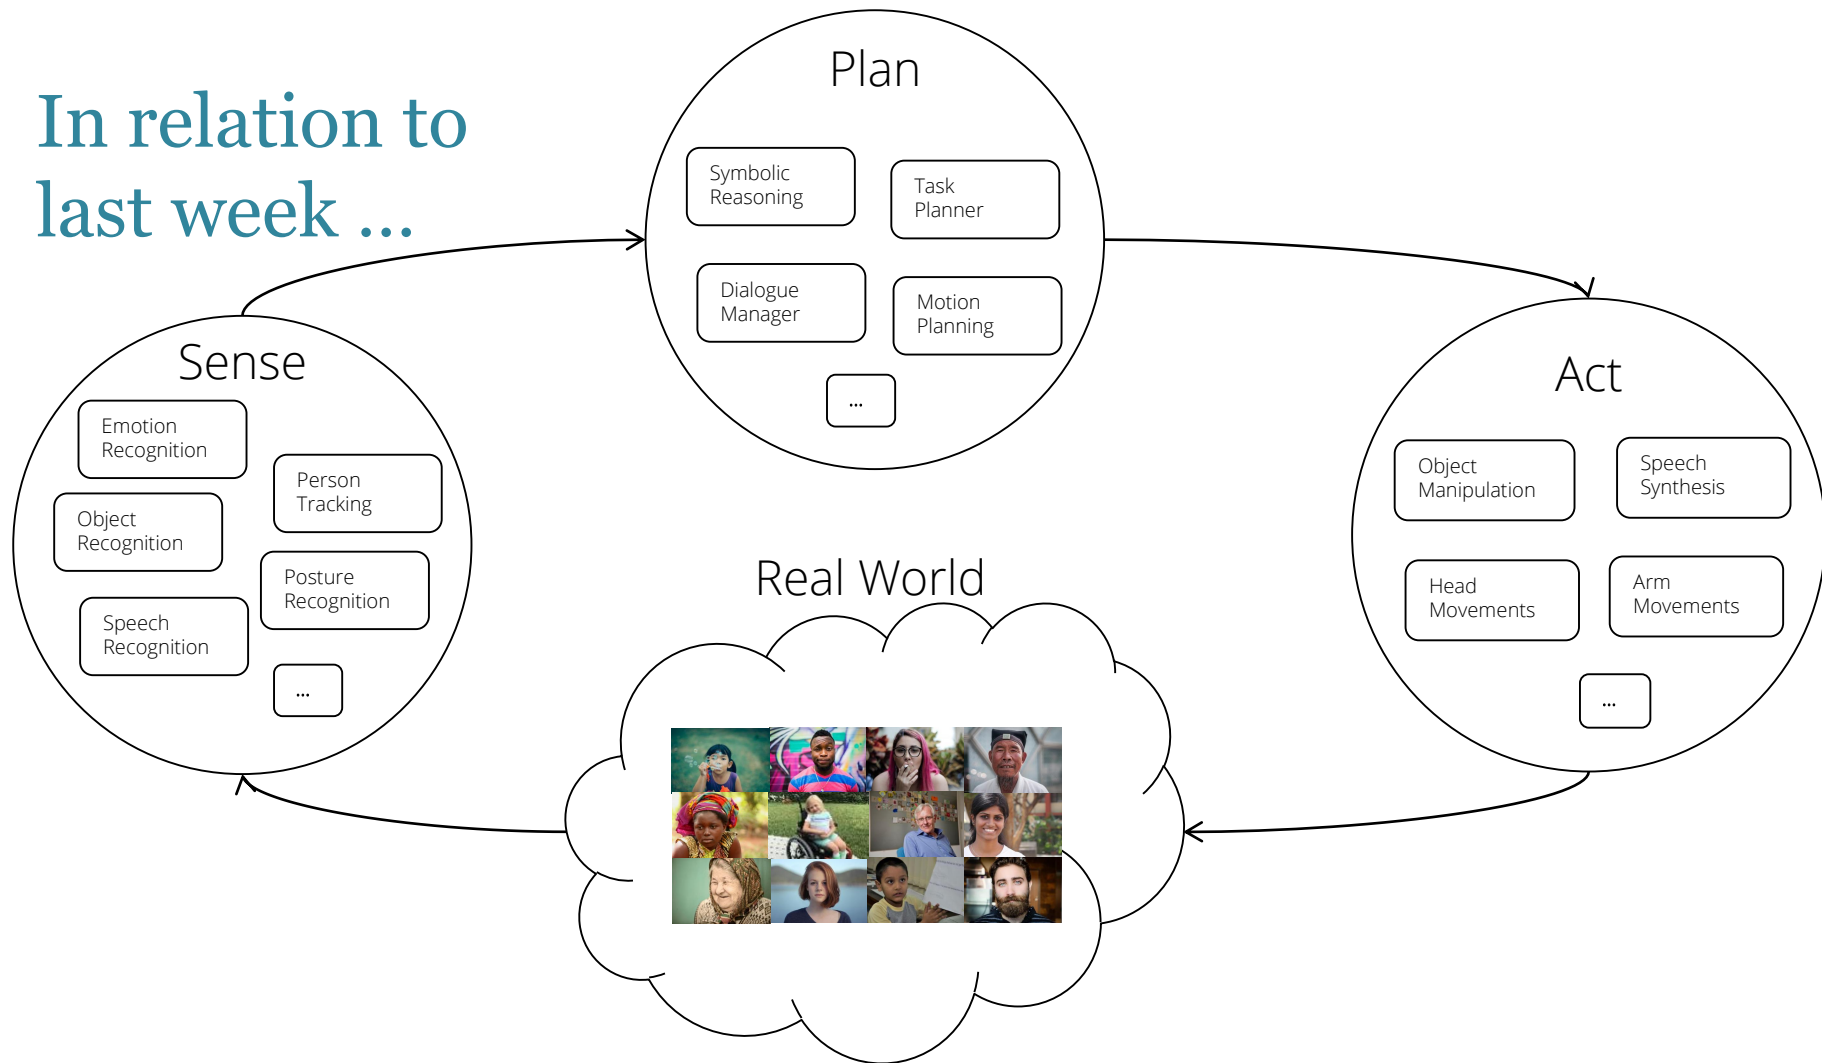 In relation to
last week ...
Plan
Symbolic
Reasoning
Task
Planner
Dialogue
Manager
Motion
Planning
...
Sense
Emotion
Recognition
Person
Tracking
Object
Recognition
Posture
Recognition
Speech
Recognition
...
Act
Object
Manipulation
Speech
Synthesis
Head
Movements
Arm
Movements
...
Real World